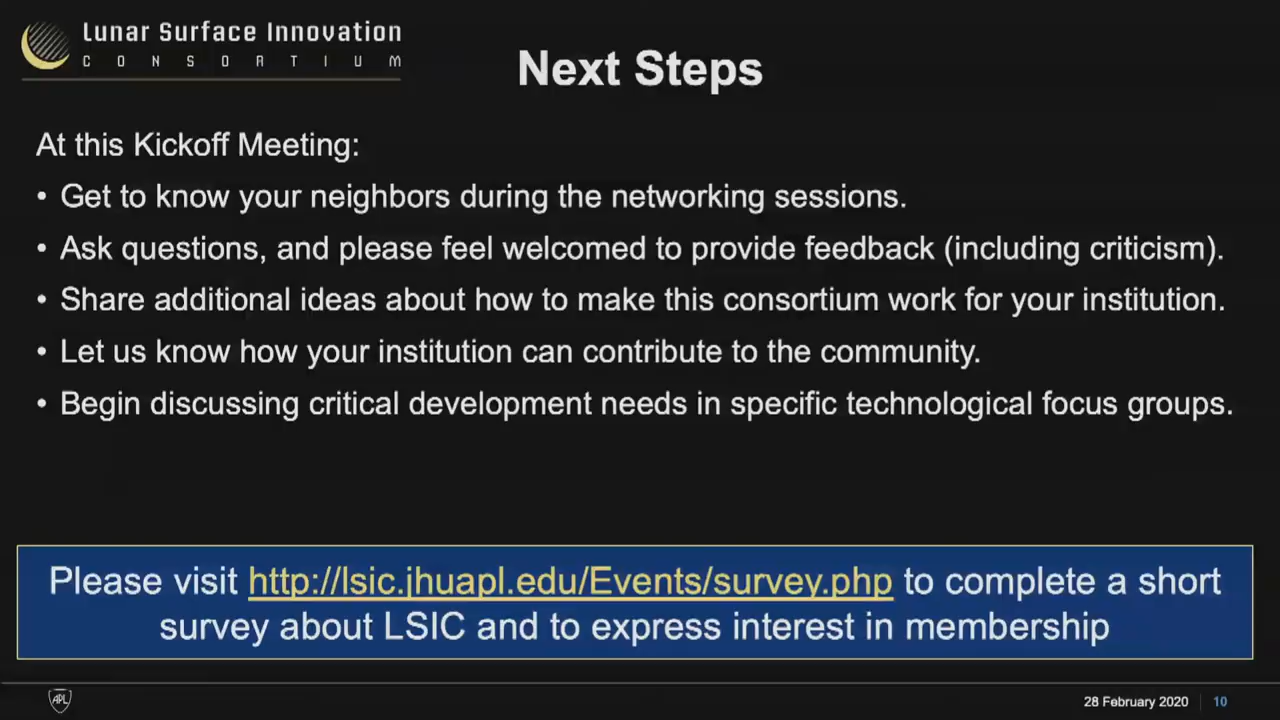 Lunar Surface Innovation
CONSORTIUM
Next Steps
At this Kickoff Meeting:
• Get to know your neighbors during the networking sessions.
• Ask questions, and please feel welcomed to provide feedback (including criticism).
• Share additional ideas about how to make this consortium work for your institution.
• Let us know how your institution can contribute to the community.
• Begin discussing critical development needs in specific technological focus groups.
Please visit http://lsic.jhuapl.edu/Events/survey.php to complete a short
survey about LSIC and to express interest in membership
APL
28 February 2020
10